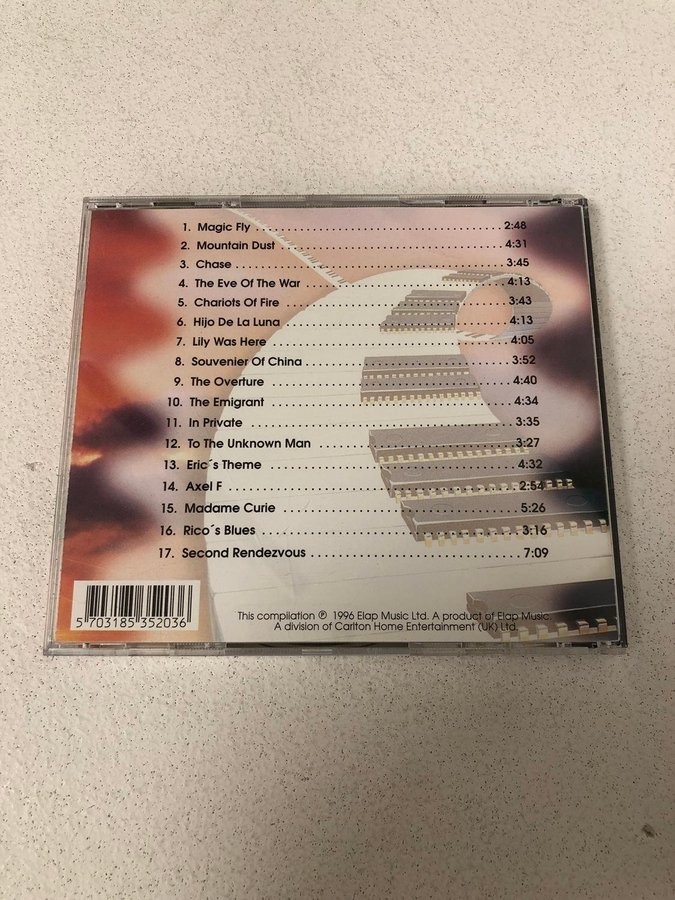 1. Magic Fly 2:48
2. Mountain Dust 4:31
3. Chase 3:45
4. The Eve Of The War 4:13
5. Chariots Of Fire 3:43
6. Hijo De La Luna 4:13
7. Lily Was Here 4:05
8. Souvenier Of China 3:52
9. The Overture 4:40
10. The Emigrant 4:34
11. In Private 3:35
12. To The Unknown Man 3:27
13. Eric´s Theme 4:32
14. Axel F 2:54
15. Madame Curie 5:26
16. Rico´s Blues 3:16
17. Second Rendezvous 7:09
This compilation ℗ 1996 Elap Music Ltd. A product of Elap Music.
A division of Carlton Home Entertainment (UK) Ltd.
5 703185 352036